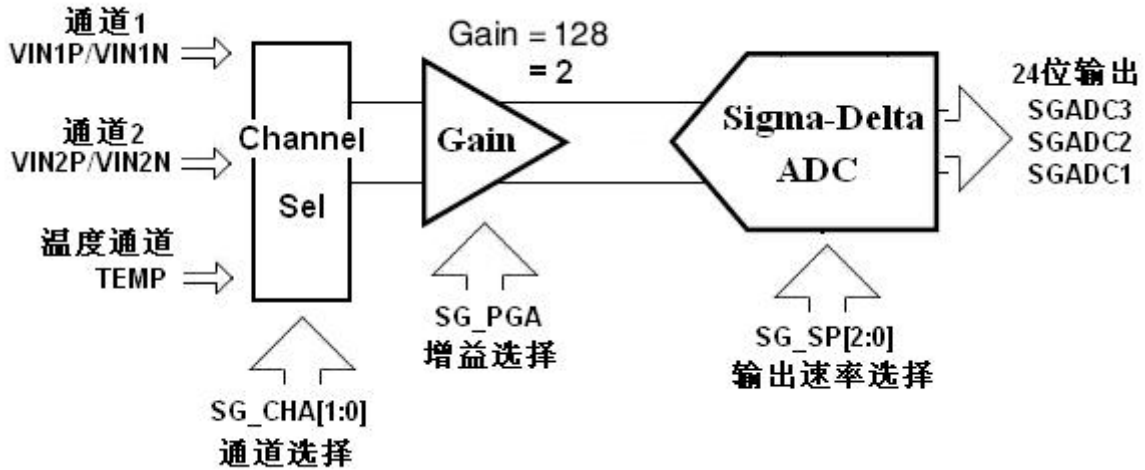 通道1
VIN1P/VIN1N
通道2
VIN2P/VIN2N
温度通道
TEMP
Channel
Sel
SG_CHA[1:0]
通道选择
Gain = 128
= 2
Gain
SG_PGA
增益选择
Sigma-Delta
ADC
SG_SP[2:0]
输出速率选择
24位输出
SGADC3
SGADC2
SGADC1